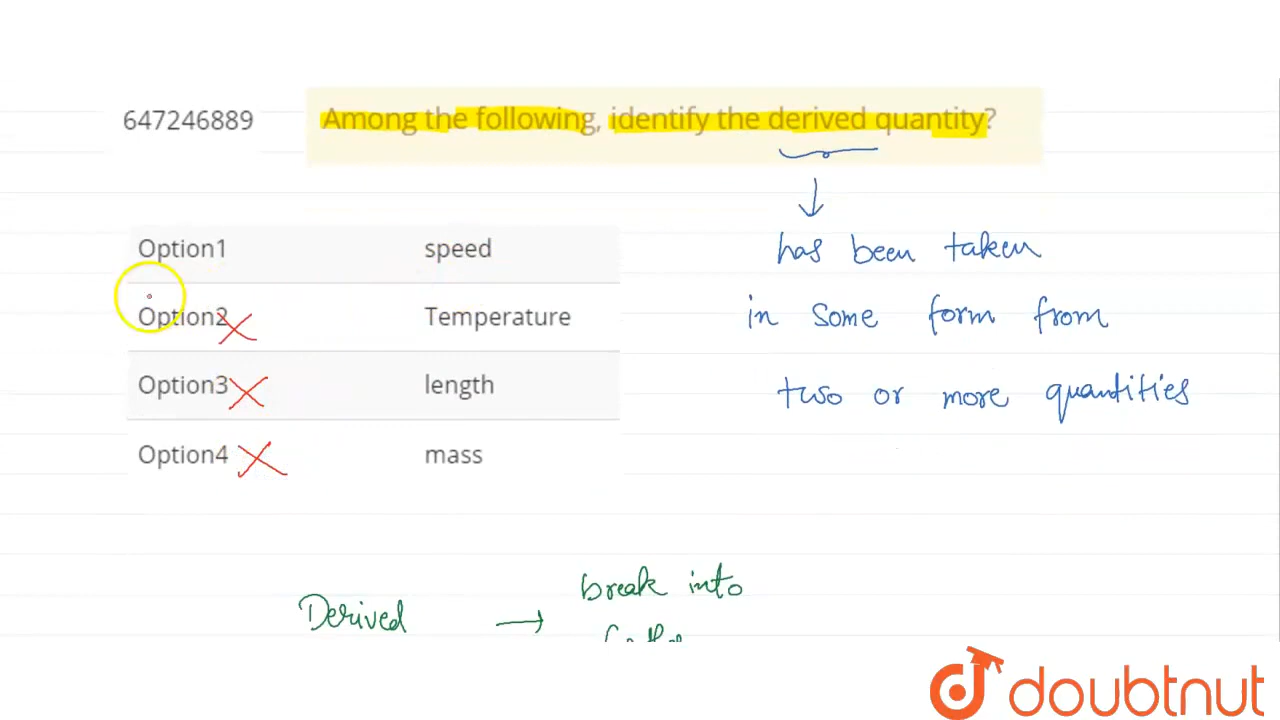 647246889 Among the following, identify the derived quantity?
Option1 speed
Option2 Temperature
Option3 length
Option4 mass
has been taken
in some form from
two or more quantities
Derived → break into
doubtnut